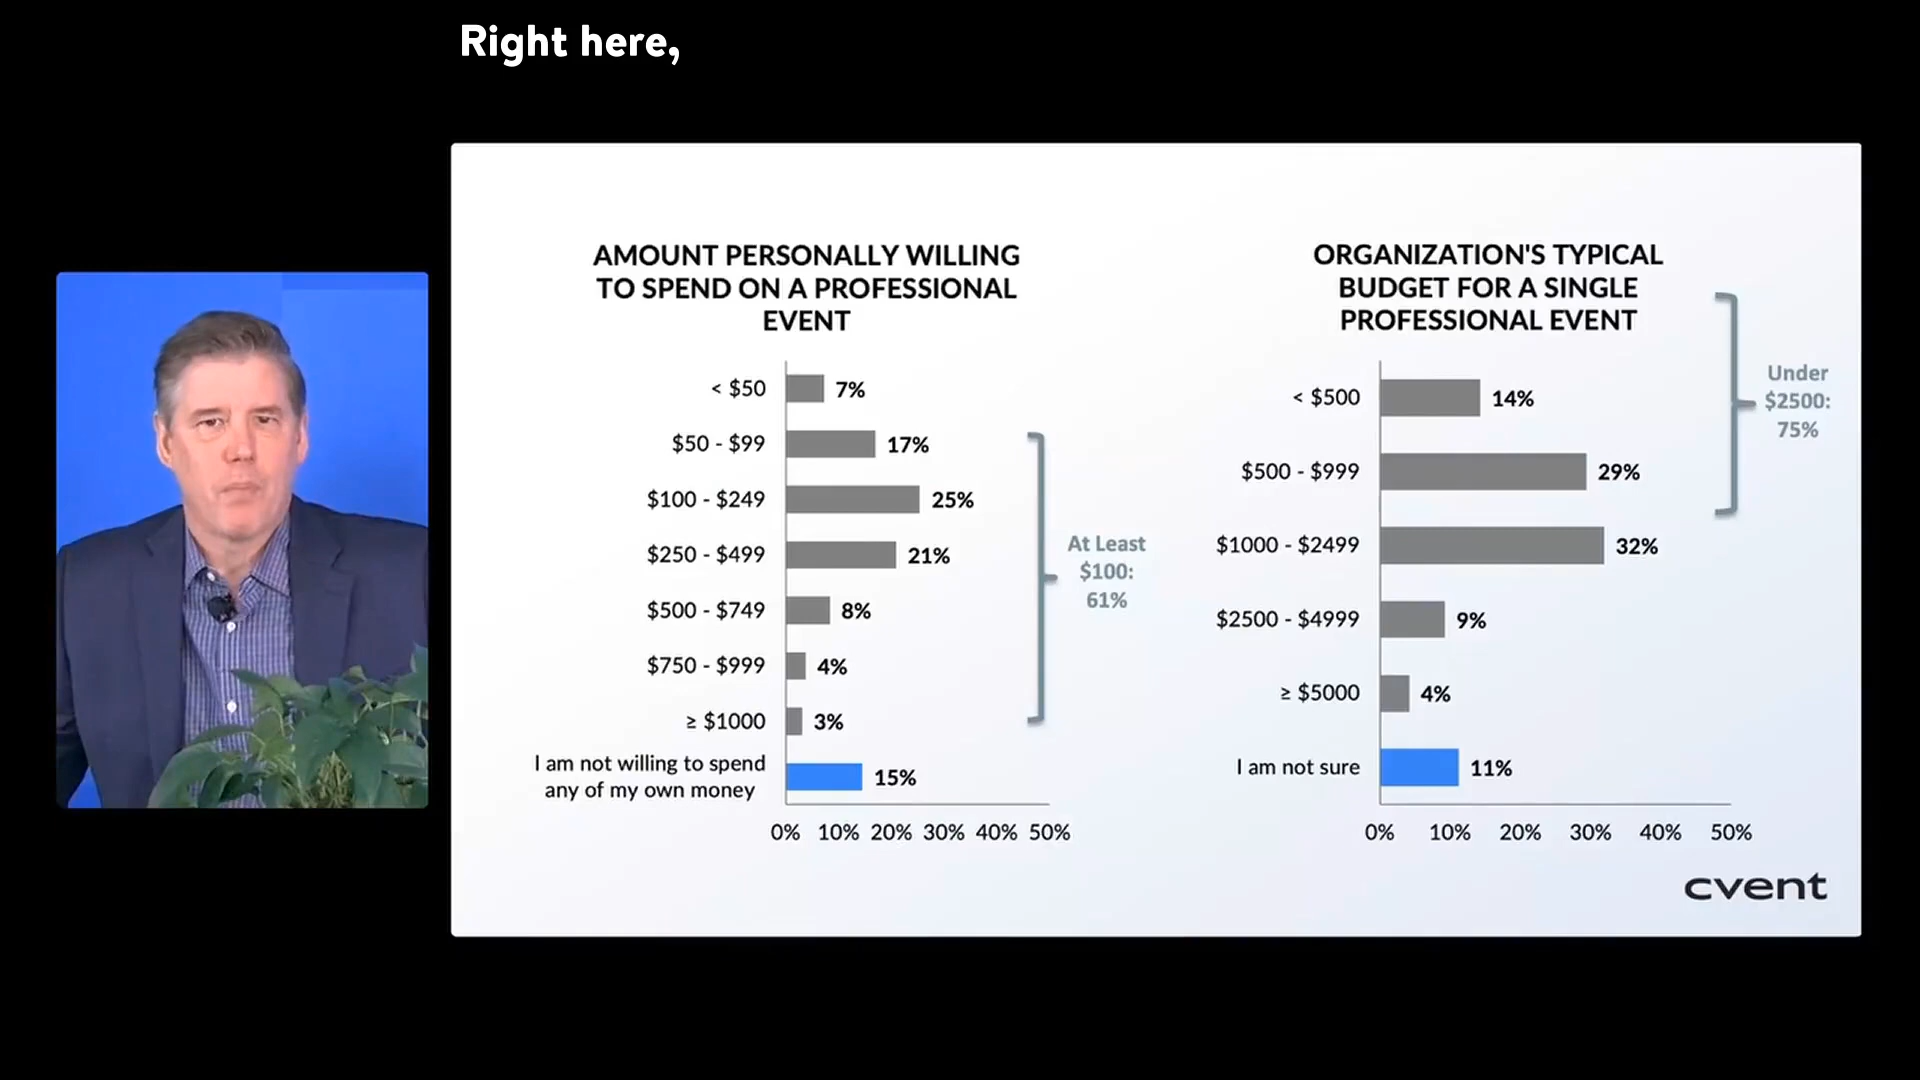 Right here,
AMOUNT PERSONALLY WILLING
TO SPEND ON A PROFESSIONAL
EVENT
< $50 7%
$50 - $99 17%
$100 - $249 25%
$250 - $499 21%
$500 - $749 8%
$750 - $999 4%
≥ $1000 3%
I am not willing to spend
any of my own money 15%
0% 10% 20% 30% 40% 50%
At Least
$100:
61%
ORGANIZATION'S TYPICAL
BUDGET FOR A SINGLE
PROFESSIONAL EVENT
< $500 14%
$500 - $999 29%
$1000 - $2499 32%
$2500 - $4999 9%
≥ $5000 4%
I am not sure 11%
0% 10% 20% 30% 40% 50%
Under
$2500:
75%
cvent